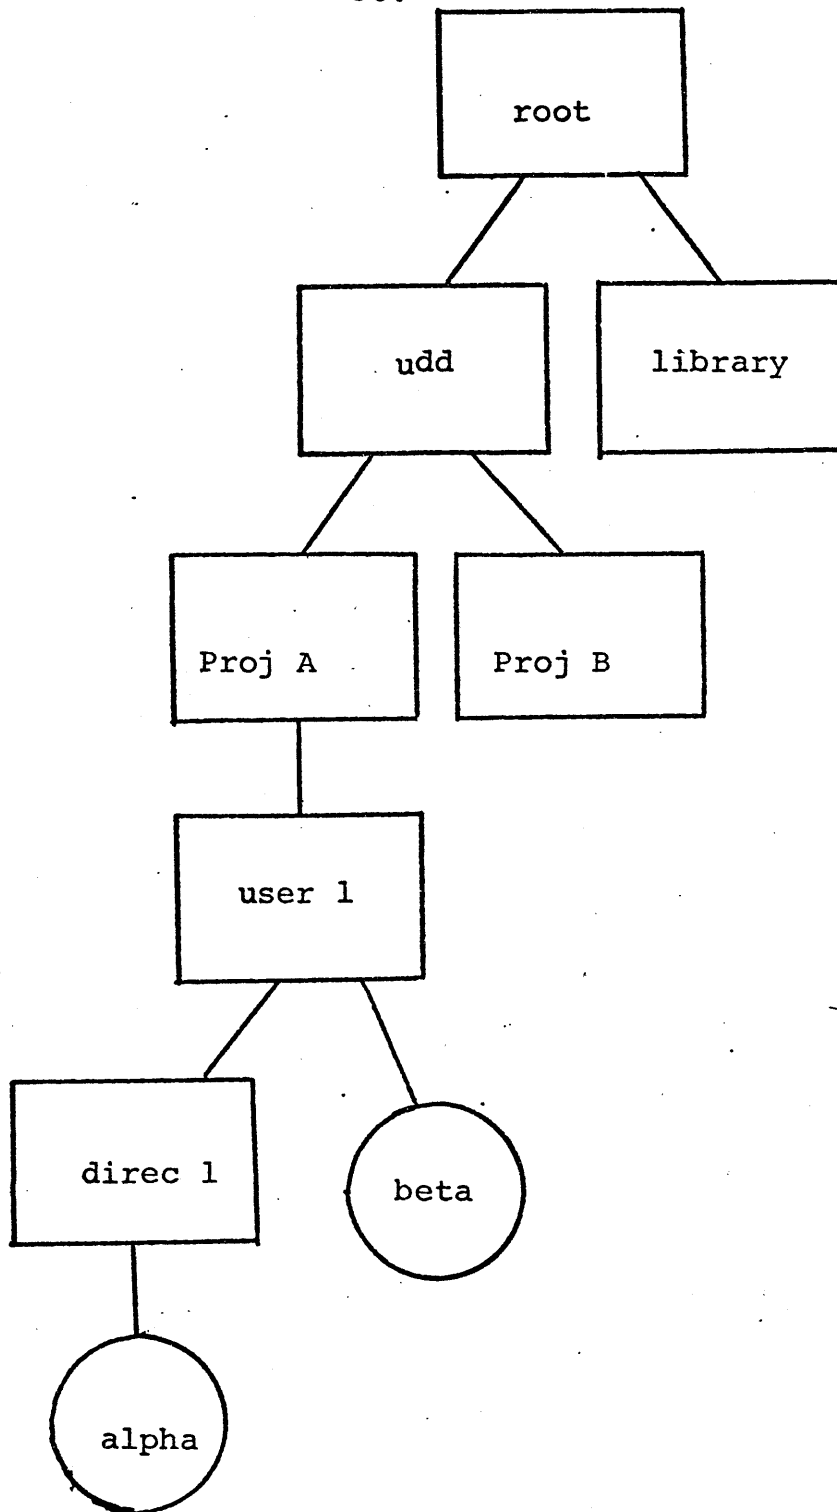 root
udd
library
Proj A
Proj B
user 1
direc 1
beta
alpha